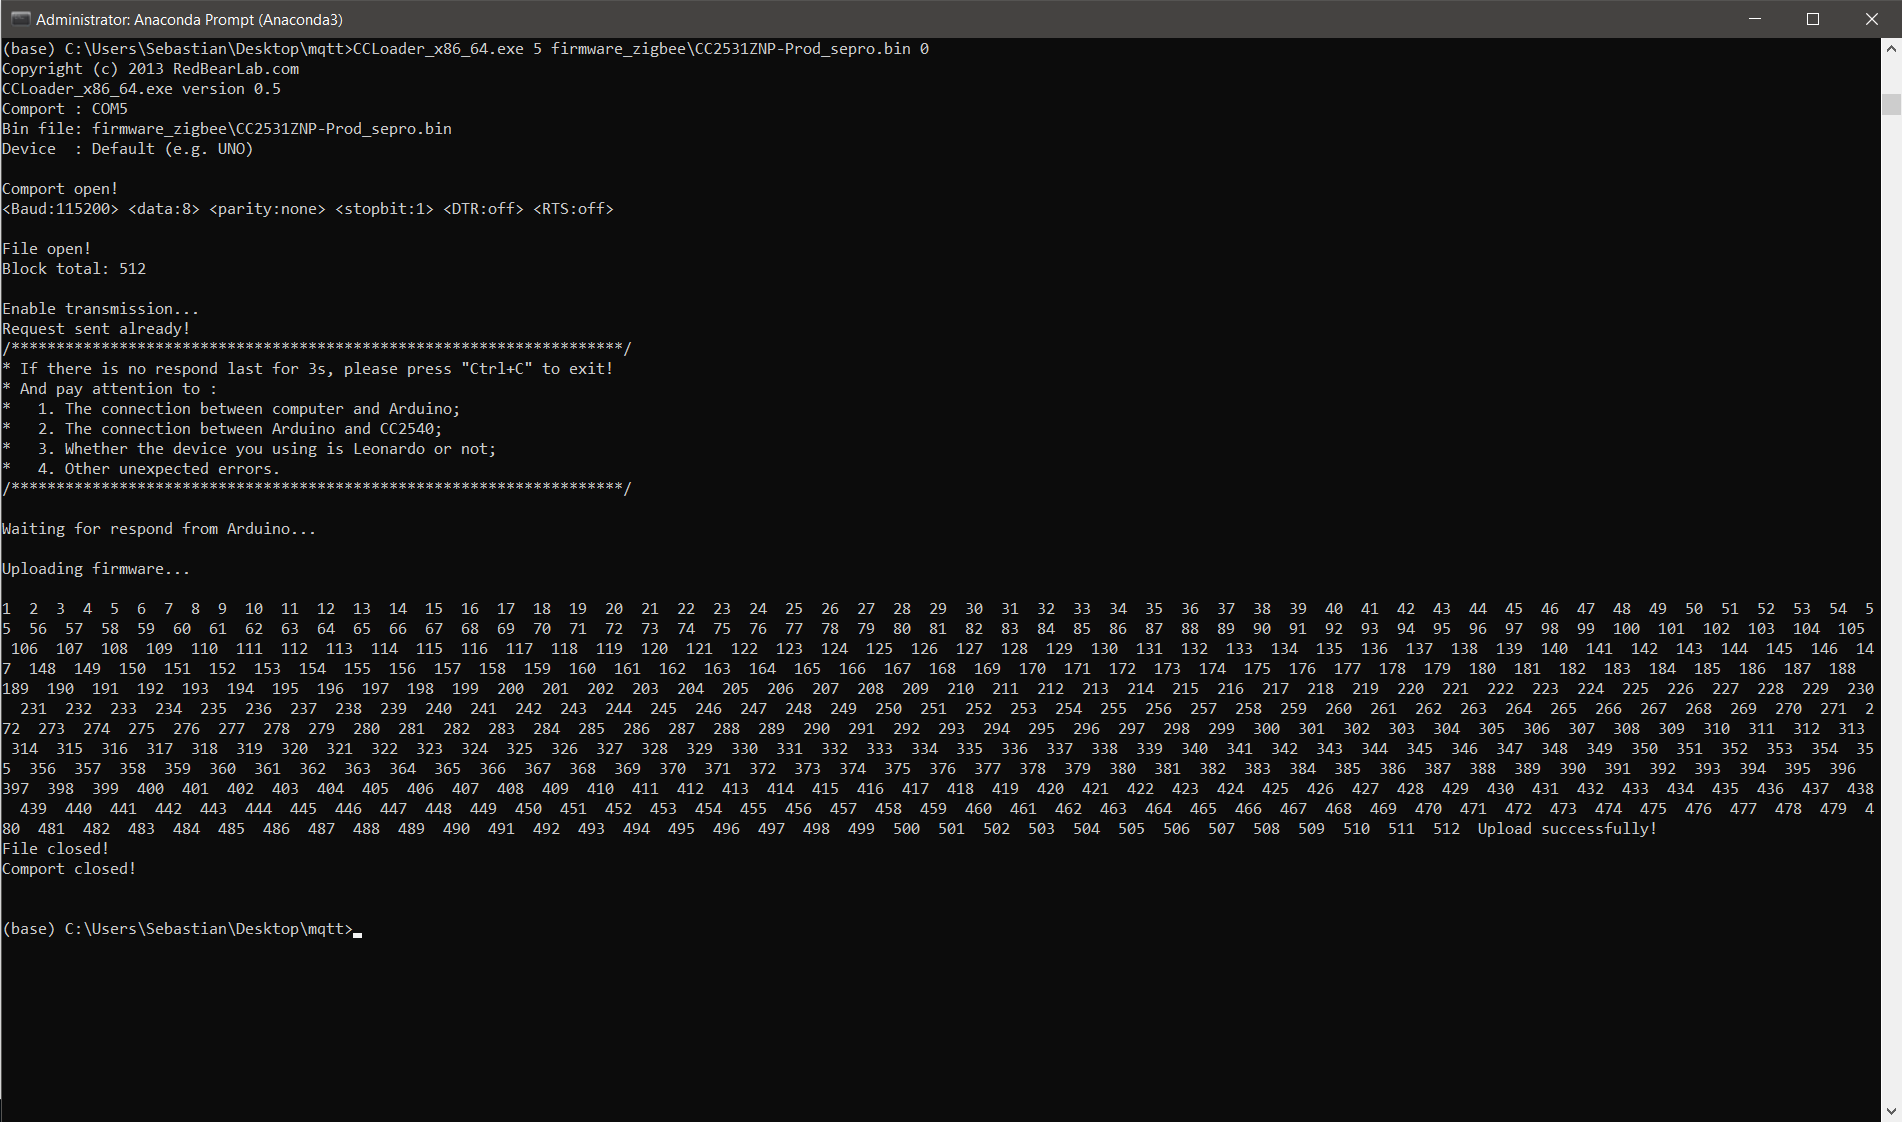 Administrator: Anaconda Prompt (Anaconda3)
(base) C:\Users\Sebastian\Desktop\mqtt>CCLoader_x86_64.exe 5 firmware_zigbee\CC2531ZNP-Prod_sepro.bin 0
Copyright (c) 2013 RedBearLab.com
CCLoader_x86_64.exe version 0.5
Comport : COM5
Bin file: firmware_zigbee\CC2531ZNP-Prod_sepro.bin
Device  : Default (e.g. UNO)
Comport open!
<Baud:115200> <data:8> <parity:none> <stopbit:1> <DTR:off> <RTS:off>
File open!
Block total: 512
Enable transmission...
Request sent already!
/********************************************************************/
* If there is no respond last for 3s, please press "Ctrl+C" to exit!
* And pay attention to :
*   1. The connection between computer and Arduino;
*   2. The connection between Arduino and CC2540;
*   3. Whether the device you using is Leonardo or not;
*   4. Other unexpected errors.
/********************************************************************/
Waiting for respond from Arduino...
Uploading firmware...
1  2  3  4  5  6  7  8  9  10  11  12  13  14  15  16  17  18  19  20  21  22  23  24  25  26  27  28  29  30  31  32  33  34  35  36  37  38  39  40  41  42  43  44  45  46  47  48  49  50  51  52  53  54  5
5  56  57  58  59  60  61  62  63  64  65  66  67  68  69  70  71  72  73  74  75  76  77  78  79  80  81  82  83  84  85  86  87  88  89  90  91  92  93  94  95  96  97  98  99  100  101  102  103  104  105
106  107  108  109  110  111  112  113  114  115  116  117  118  119  120  121  122  123  124  125  126  127  128  129  130  131  132  133  134  135  136  137  138  139  140  141  142  143  144  145  146  14
7  148  149  150  151  152  153  154  155  156  157  158  159  160  161  162  163  164  165  166  167  168  169  170  171  172  173  174  175  176  177  178  179  180  181  182  183  184  185  186  187  188
189  190  191  192  193  194  195  196  197  198  199  200  201  202  203  204  205  206  207  208  209  210  211  212  213  214  215  216  217  218  219  220  221  222  223  224  225  226  227  228  229  230
231  232  233  234  235  236  237  238  239  240  241  242  243  244  245  246  247  248  249  250  251  252  253  254  255  256  257  258  259  260  261  262  263  264  265  266  267  268  269  270  271  2
72  273  274  275  276  277  278  279  280  281  282  283  284  285  286  287  288  289  290  291  292  293  294  295  296  297  298  299  300  301  302  303  304  305  306  307  308  309  310  311  312  313
314  315  316  317  318  319  320  321  322  323  324  325  326  327  328  329  330  331  332  333  334  335  336  337  338  339  340  341  342  343  344  345  346  347  348  349  350  351  352  353  354  35
5  356  357  358  359  360  361  362  363  364  365  366  367  368  369  370  371  372  373  374  375  376  377  378  379  380  381  382  383  384  385  386  387  388  389  390  391  392  393  394  395  396
397  398  399  400  401  402  403  404  405  406  407  408  409  410  411  412  413  414  415  416  417  418  419  420  421  422  423  424  425  426  427  428  429  430  431  432  433  434  435  436  437  438
439  440  441  442  443  444  445  446  447  448  449  450  451  452  453  454  455  456  457  458  459  460  461  462  463  464  465  466  467  468  469  470  471  472  473  474  475  476  477  478  479  4
80  481  482  483  484  485  486  487  488  489  490  491  492  493  494  495  496  497  498  499  500  501  502  503  504  505  506  507  508  509  510  511  512  Upload successfully!
File closed!
Comport closed!
(base) C:\Users\Sebastian\Desktop\mqtt>